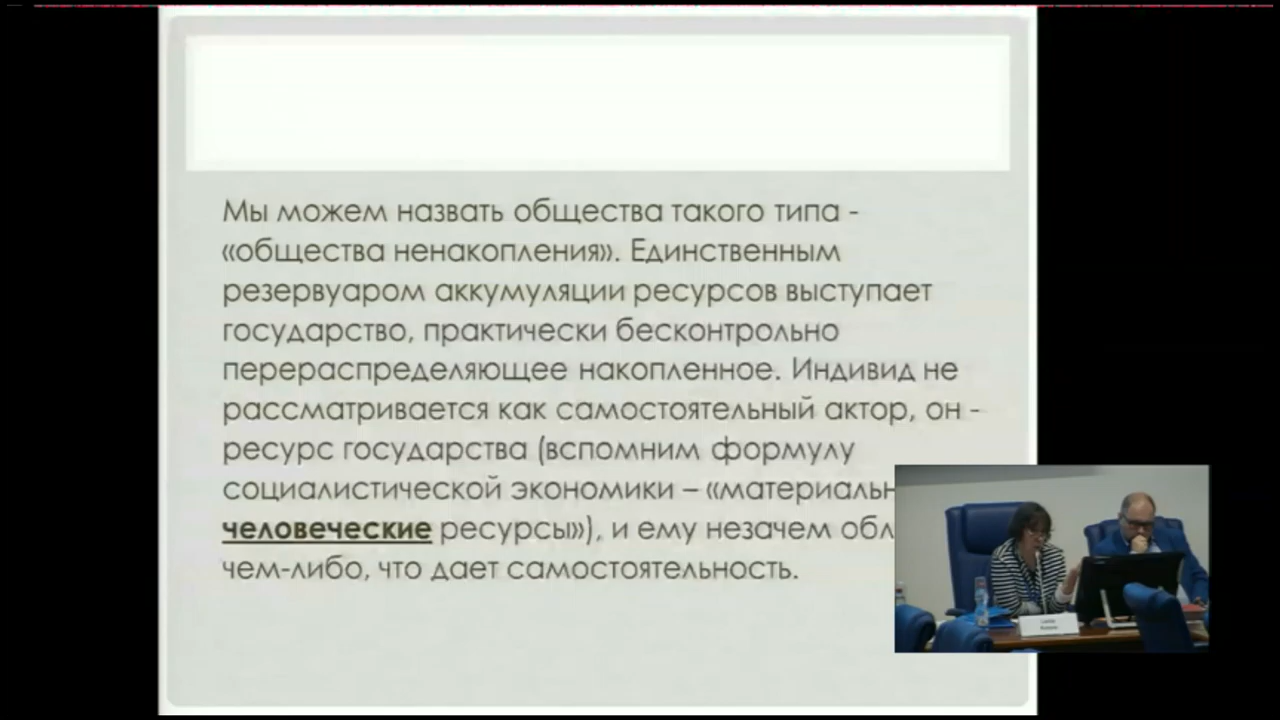 Мы можем назвать общества такого типа -
«общества ненакопления». Единственным
резервуаром аккумуляции ресурсов выступает
государство, практически бесконтрольно
перераспределяющее накопленное. Индивид не
рассматривается как самостоятельный актор, он -
ресурс государства (вспомним формулу
социалистической экономики – «материальн
человеческие ресурсы»), и ему незачем обл
чем-либо, что дает самостоятельность.